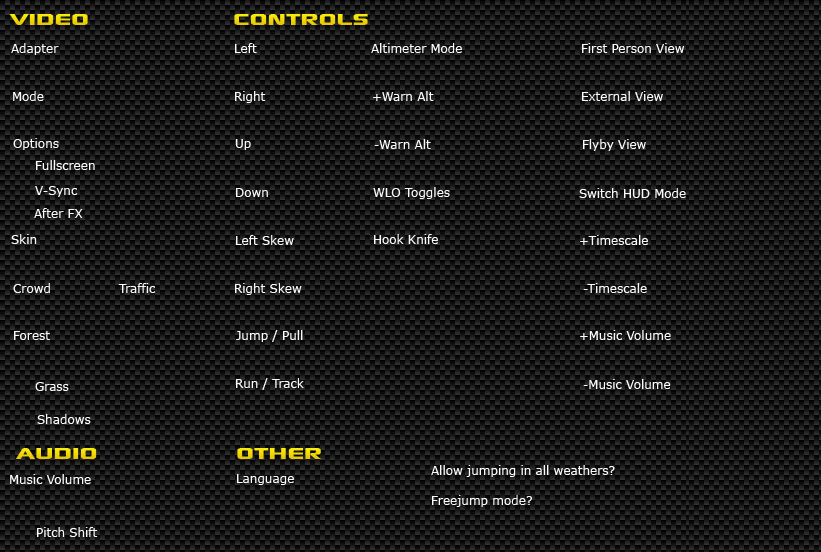 VIDEO
Adapter
Mode
Options
Fullscreen
V-Sync
After FX
Skin
Crowd Traffic
Forest
Grass
Shadows
CONTROLS
Left
Right
Up
Down
Left Skew
Right Skew
Jump / Pull
Run / Track
Altimeter Mode
+Warn Alt
-Warn Alt
WLO Toggles
Hook Knife
First Person View
External View
Flyby View
Switch HUD Mode
+Timescale
-Timescale
+Music Volume
-Music Volume
AUDIO
Music Volume
Pitch Shift
OTHER
Language
Allow jumping in all weathers?
Freejump mode?